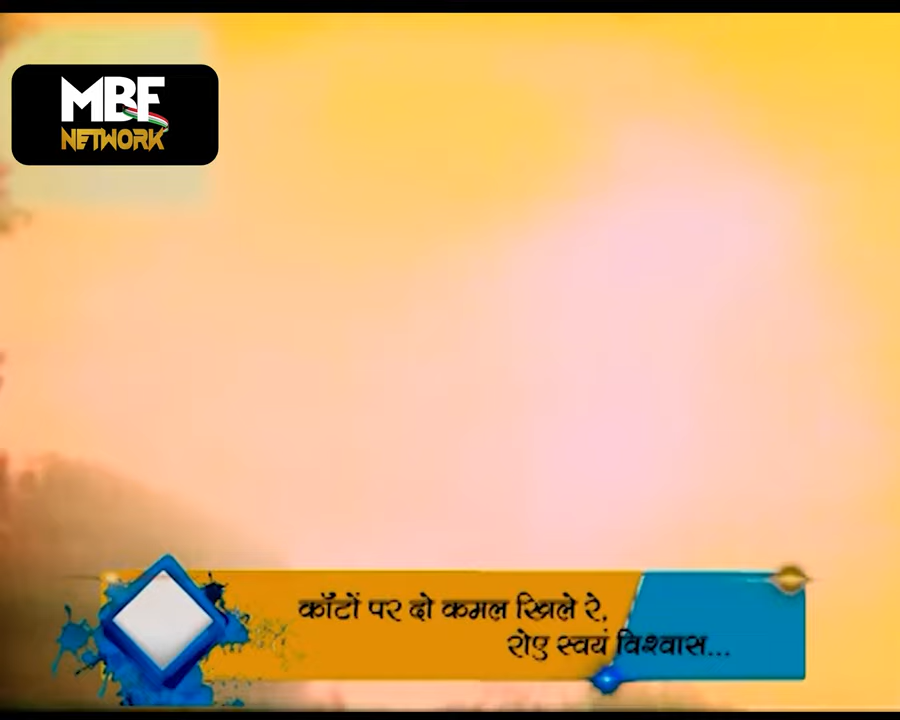 MBF
NETWORK
कॉटों पर दो कमल खिले रे,
रोए स्वयं विश्वास...